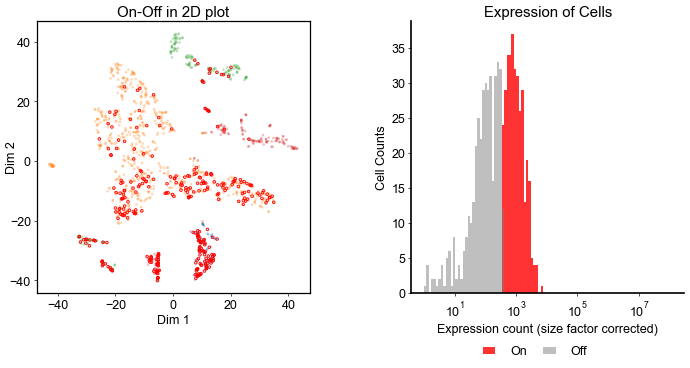 On-Off in 2D plot
Dim 2
40
20
0
−20
−40
−40 −20 0 20 40
Dim 1
Expression of Cells
Cell Counts
35
30
25
20
15
10
5
0
10^1 10^3 10^5 10^7
Expression count (size factor corrected)
On Off